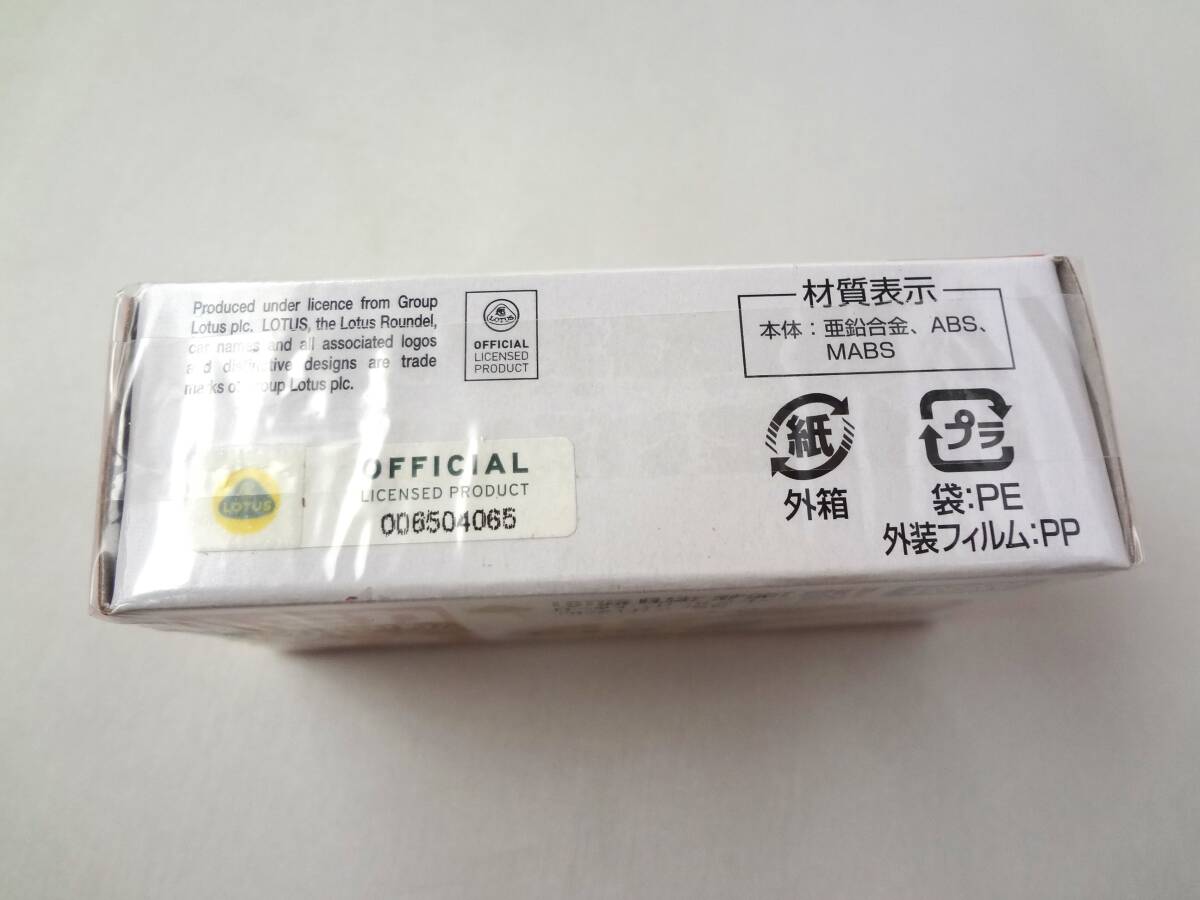 Produced under licence from Group
Lotus plc. LOTUS, the Lotus Roundel,
car names and all associated logos
and distinctive designs are trade
marks of Group Lotus plc.
LOTUS
OFFICIAL
LICENSED
PRODUCT
材質表示
本体：亜鉛合金、ABS、
MABS
紙
外箱
プラ
袋:PE
外装フィルム:PP
LOTUS
OFFICIAL
LICENSED PRODUCT
006504065